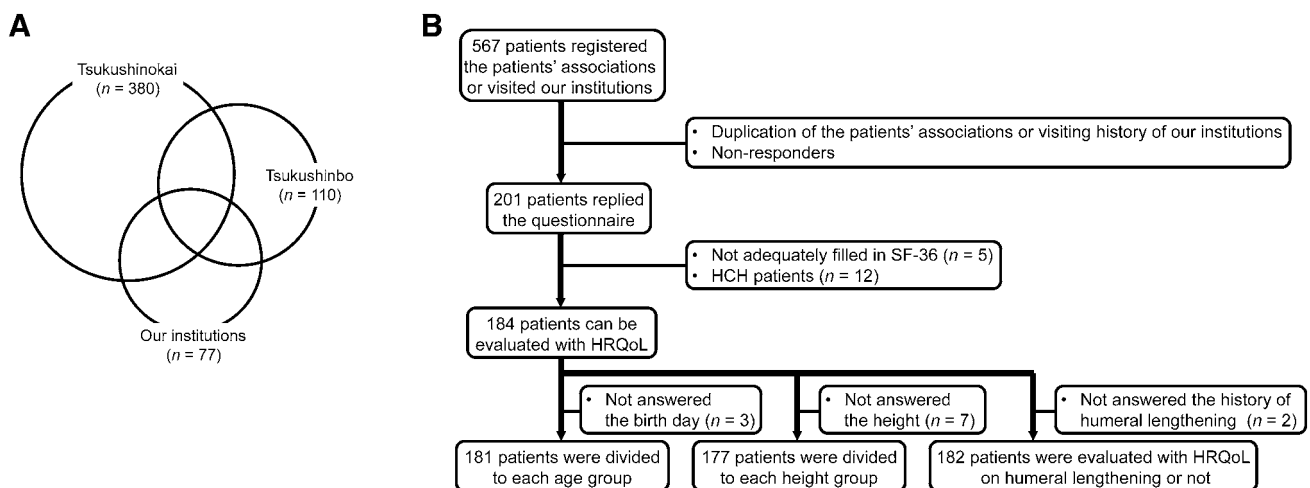 A
Tsukushinokai
(n = 380)
Tsukushinbo
(n = 110)
Our institutions
(n = 77)
B
567 patients registered
the patients' associations
or visited our institutions
• Duplication of the patients' associations or visiting history of our institutions
• Non-responders
201 patients replied
the questionnaire
• Not adequately filled in SF-36 (n = 5)
• HCH patients (n = 12)
184 patients can be
evaluated with HRQoL
• Not answered
the birth day (n = 3)
• Not answered
the height (n = 7)
• Not answered the history of
humeral lengthening (n = 2)
181 patients were divided
to each age group
177 patients were divided
to each height group
182 patients were evaluated with HRQoL
on humeral lengthening or not